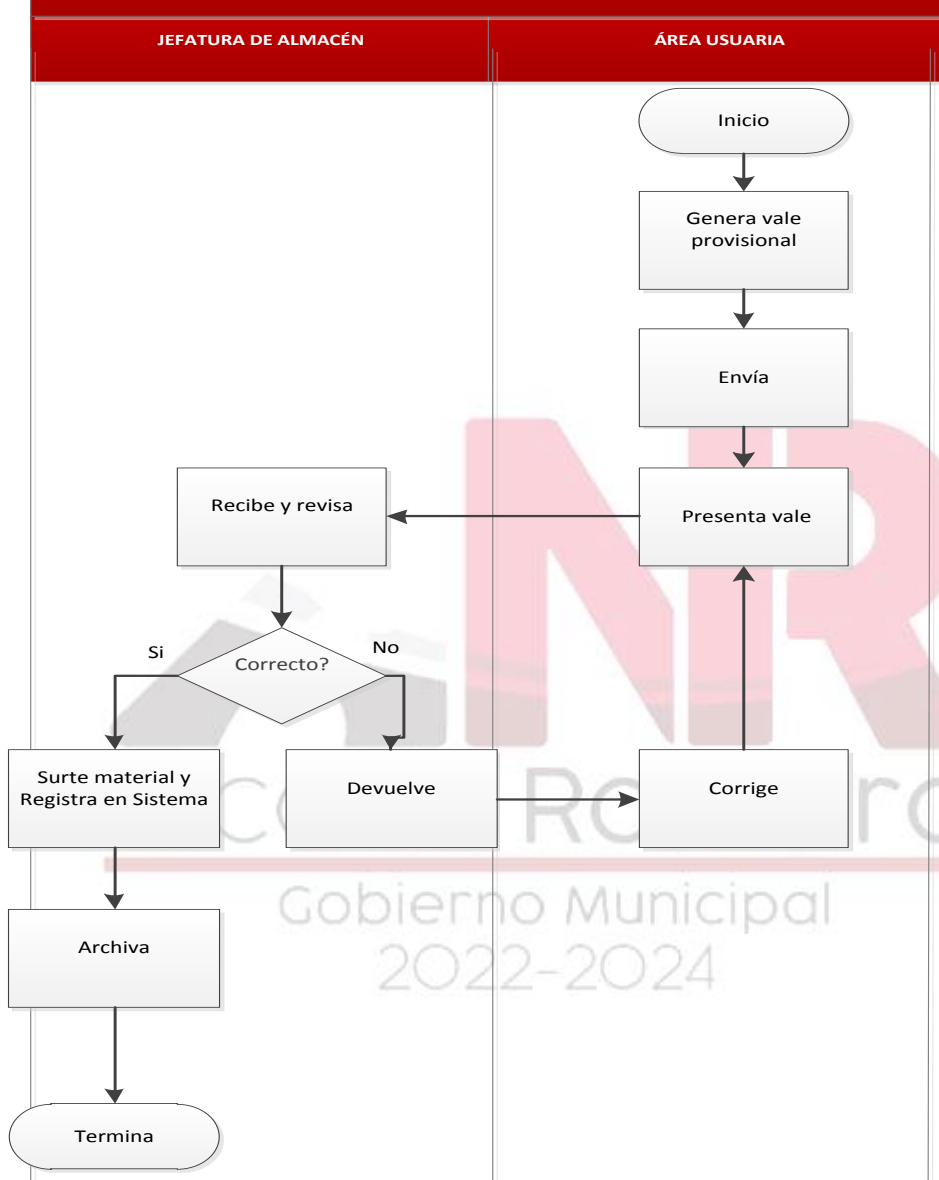 JEFATURA DE ALMACÉN
ÁREA USUARIA
Inicio
Genera vale
provisional
Envía
Presenta vale
Recibe y revisa
Correcto?
Si
No
Surte material y
Registra en Sistema
Devuelve
Corrige
Archiva
Termina
Gobierno Municipal
2022-2024